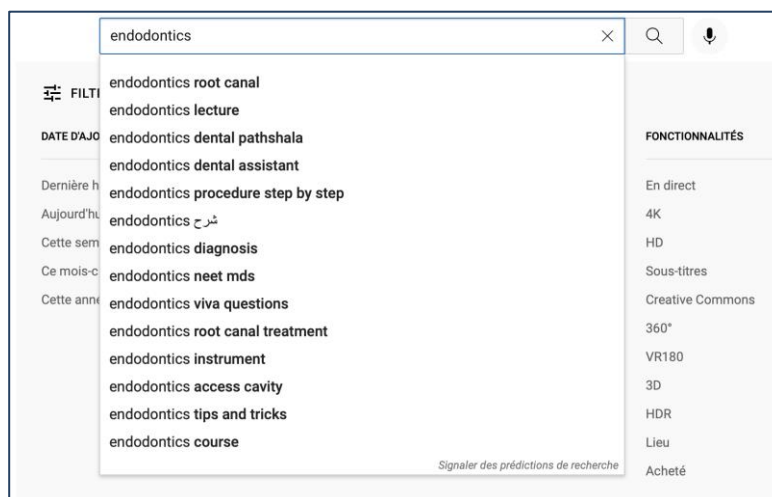 endodontics
endodontics root canal
endodontics lecture
endodontics dental pathshala
endodontics dental assistant
endodontics procedure step by step
endodontics شرح
endodontics diagnosis
endodontics neet mds
endodontics viva questions
endodontics root canal treatment
endodontics instrument
endodontics access cavity
endodontics tips and tricks
endodontics course
Signaler des prédictions de recherche
FILT
DATE D'AJO
Dernière h
Aujourd'hu
Cette sem
Ce mois-c
Cette anné
FONCTIONNALITÉS
En direct
4K
HD
Sous-titres
Creative Commons
360°
VR180
3D
HDR
Lieu
Acheté